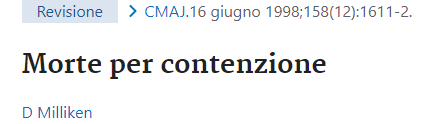 Revisione CMAJ.16 giugno 1998;158(12):1611-2.
Morte per contenzione
D Milliken